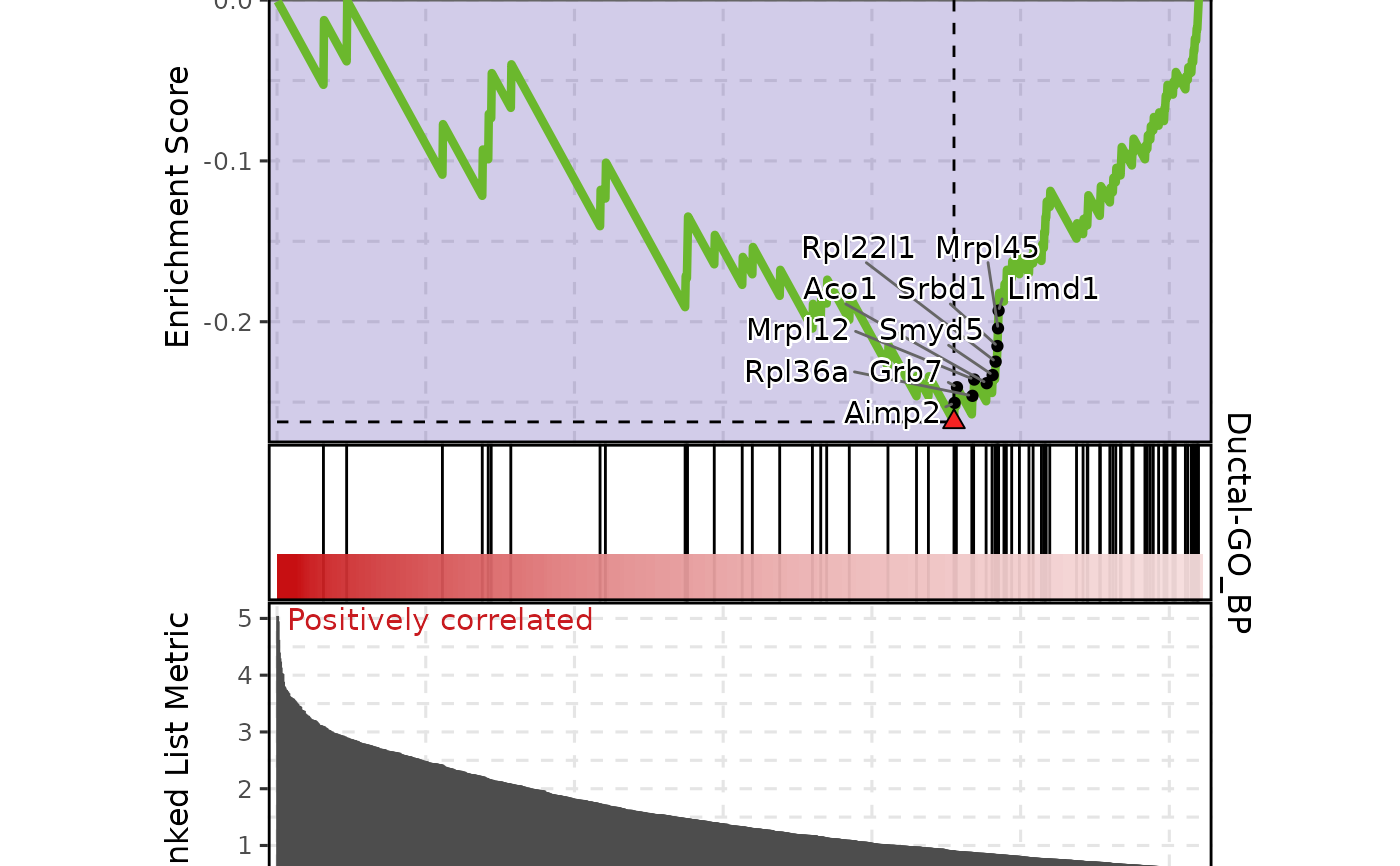 0.0
-0.1
-0.2
Enrichment Score
Rpl22l1 Mrpl45
Aco1 Srbd1 Limd1
Mrpl12 Smyd5
Rpl36a Grb7
Aimp2
Ductal-GO_BP
Positively correlated
5
4
3
2
1
nked List Metric